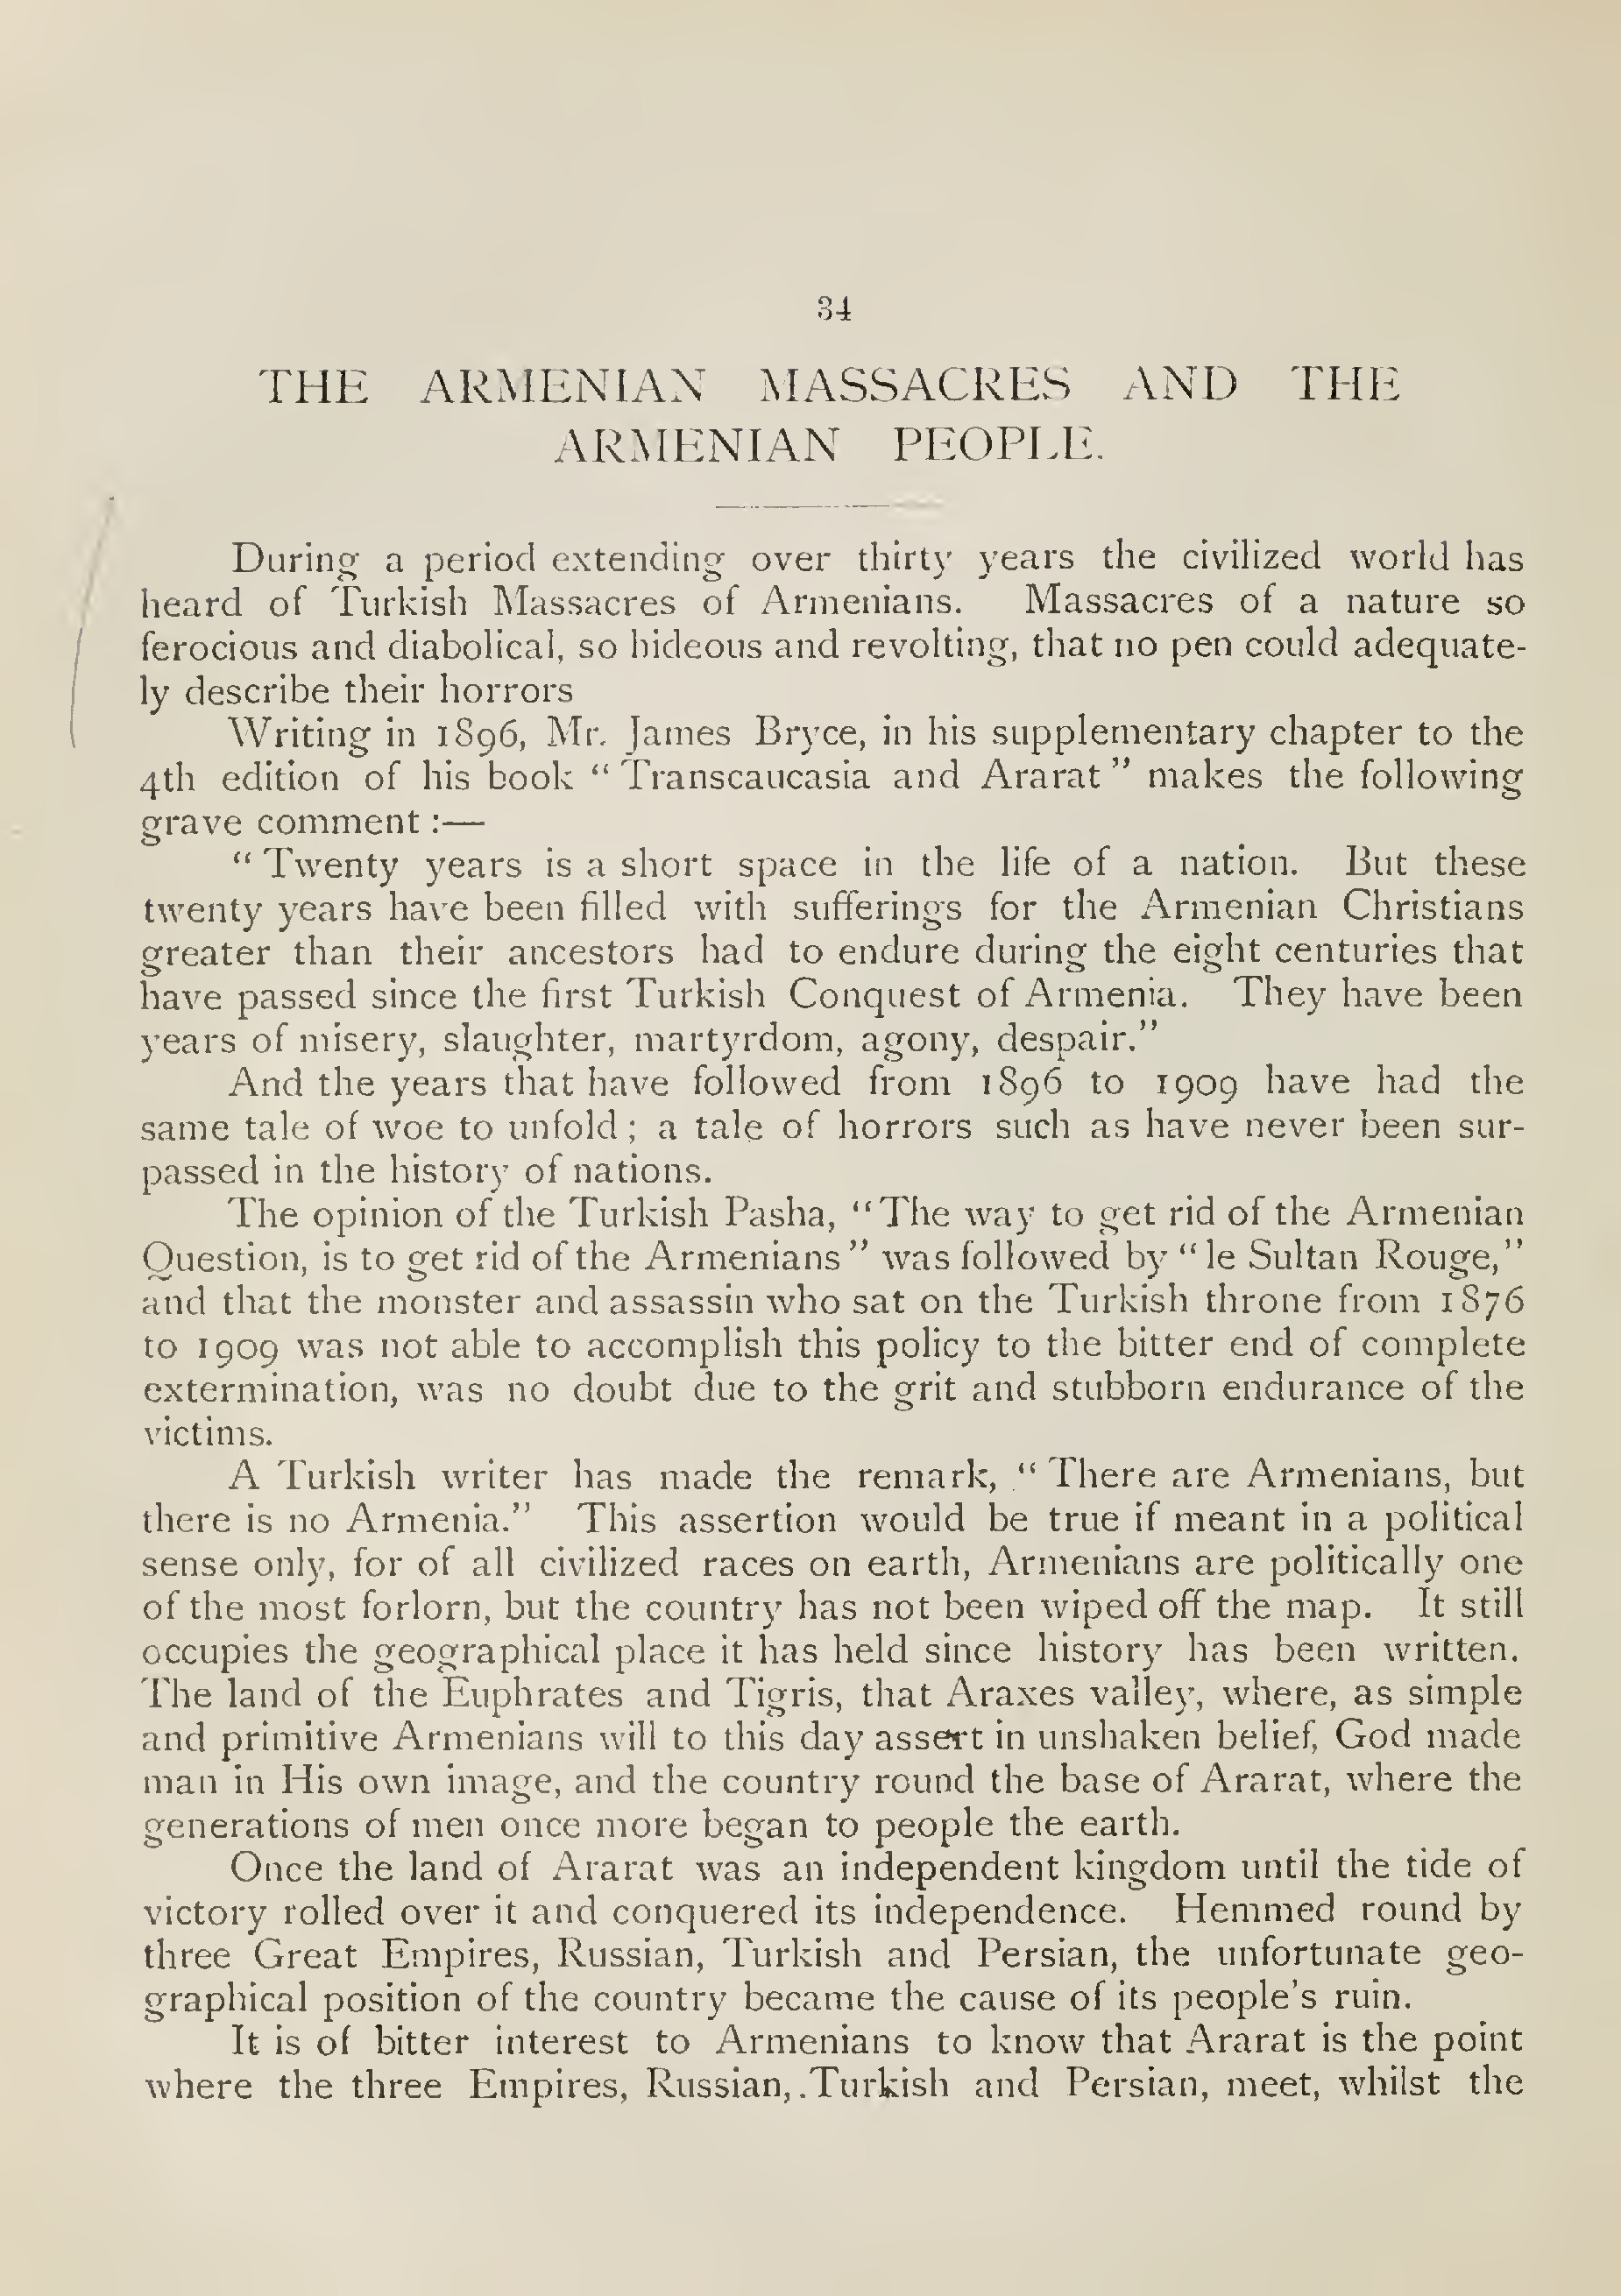 34
THE ARMENIAN MASSACRES AND THE
ARMENIAN PEOPLE.
During a period extending over thirty years the civilized world has
heard of Turkish Massacres of Armenians. Massacres of a nature so
ferocious and diabolical, so hideous and revolting, that no pen could adequate-
ly describe their horrors
Writing in 1896, Mr. James Bryce, in his supplementary chapter to the
4th edition of his book “ Transcaucasia and Ararat ” makes the following
grave comment :—
“ Twenty years is a short space in the life of a nation. But these
twenty years have been filled with sufferings for the Armenian Christians
greater than their ancestors had to endure during the eight centuries that
have passed since the first Turkish Conquest of Armenia. They have been
years of misery, slaughter, martyrdom, agony, despair.”
And the years that have followed from 1896 to 1909 have had the
same tale of woe to unfold ; a tale of horrors such as have never been sur-
passed in the history of nations.
The opinion of the Turkish Pasha, “The way to get rid of the Armenian
Question, is to get rid of the Armenians ” was followed by “ le Sultan Rouge,”
and that the monster and assassin who sat on the Turkish throne from 1876
to 1909 was not able to accomplish this policy to the bitter end of complete
extermination, was no doubt due to the grit and stubborn endurance of the
victims.
A Turkish writer has made the remark, “ There are Armenians, but
there is no Armenia.” This assertion would be true if meant in a political
sense only, for of all civilized races on earth, Armenians are politically one
of the most forlorn, but the country has not been wiped off the map. It still
occupies the geographical place it has held since history has been written.
The land of the Euphrates and Tigris, that Araxes valley, where, as simple
and primitive Armenians will to this day assert in unshaken belief, God made
man in His own image, and the country round the base of Ararat, where the
generations of men once more began to people the earth.
Once the land of Ararat was an independent kingdom until the tide of
victory rolled over it and conquered its independence. Hemmed round by
three Great Empires, Russian, Turkish and Persian, the unfortunate geo-
graphical position of the country became the cause of its people’s ruin.
It is of bitter interest to Armenians to know that Ararat is the point
where the three Empires, Russian, Turkish and Persian, meet, whilst the